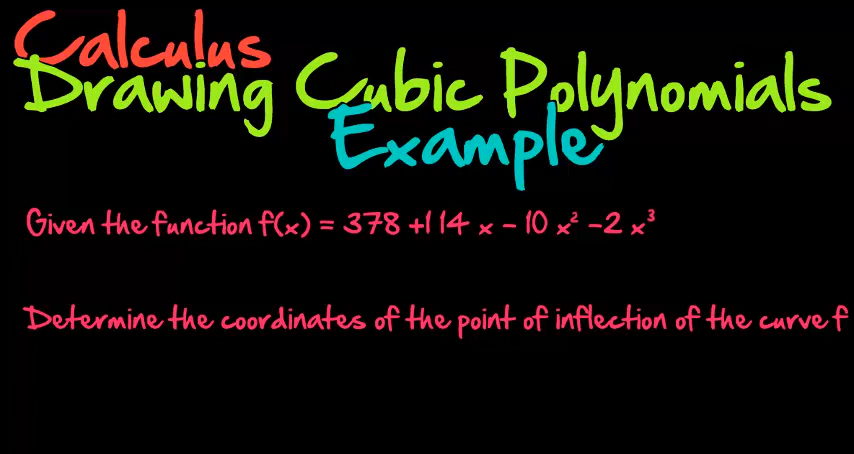 Calculus
Drawing Cubic Polynomials
Example
Given the function f(x) = 378 +114 x - 10 x² -2 x³
Determine the coordinates of the point of inflection of the curve f